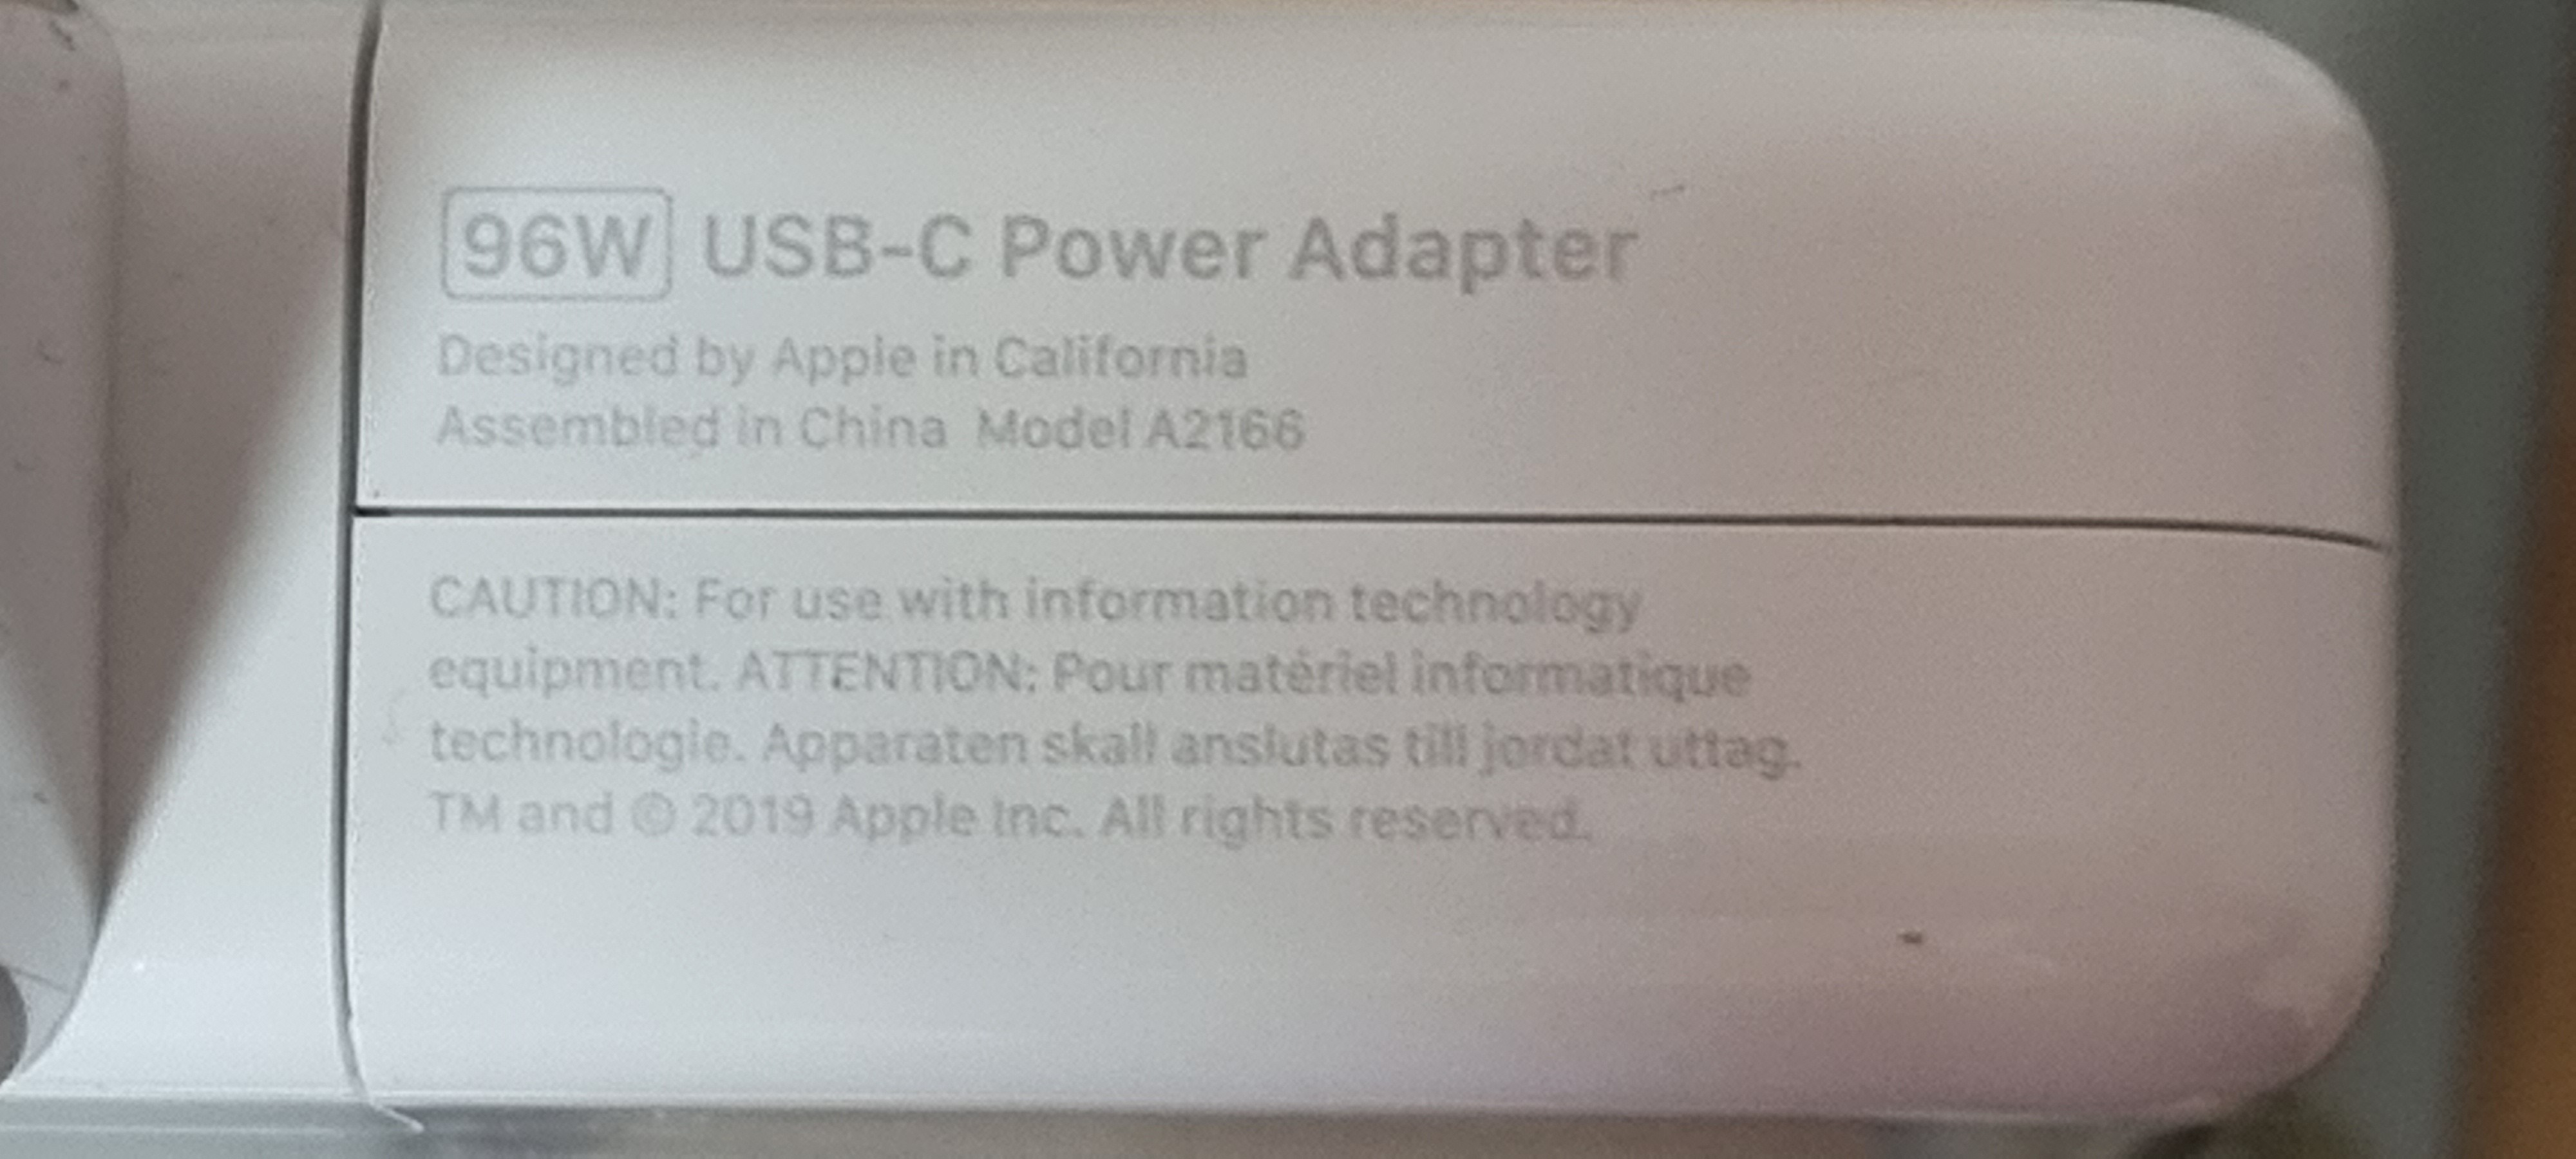 96W USB-C Power Adapter
Designed by Apple in California
Assembled in China Model A2166
CAUTION: For use with information technology
equipment. ATTENTION: Pour matériel informatique
technologie. Apparaten skall anslutas till jordat uttag.
TM and © 2019 Apple Inc. All rights reserved.